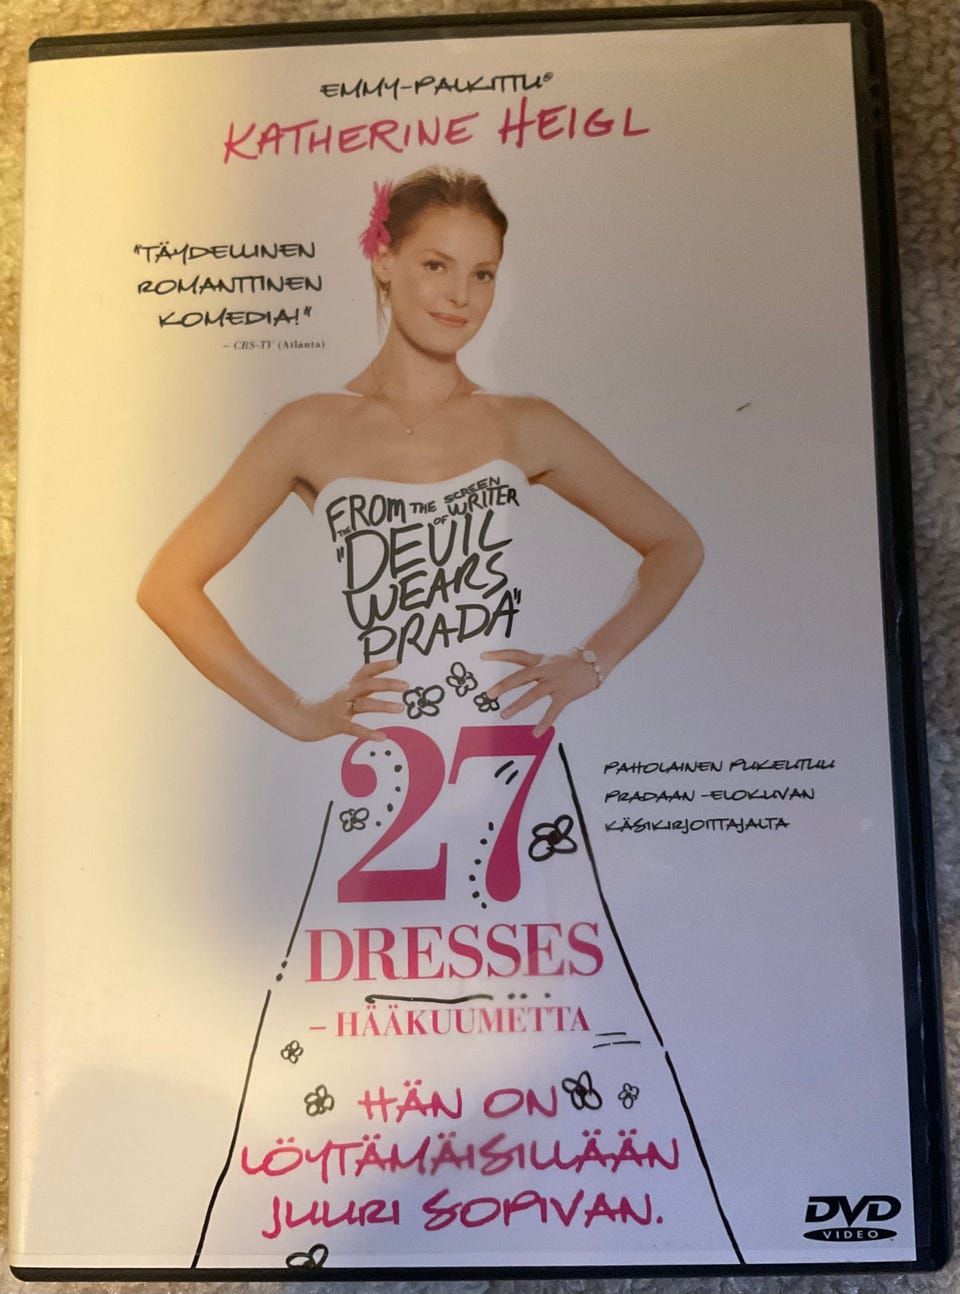 EMMY-PALKITTU®
KATHERINE HEIGL
"TÄYDELLINEN
ROMANTTINEN
KOMEDIA!"
– CBS-TV (Atlanta)
FROM THE SCREEN
WRITER
OF
THE
"DEVIL
WEARS
PRADA"
27
PAHOLAINEN PUKEUTUU
PRADAAN -ELOKUVAN
KÄSIKIRJOITTAJALTA
DRESSES
– HÄÄKUUMETTA
HÄN ON
LÖYTÄMÄISILLÄÄN
JUURI SOPIVAN.
DVD
VIDEO